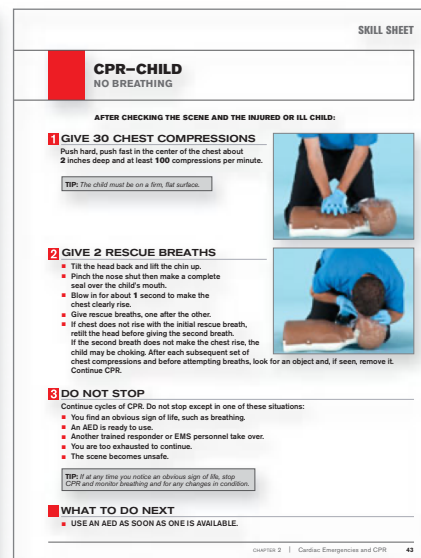 SKILL SHEET
CPR–CHILD
NO BREATHING
AFTER CHECKING THE SCENE AND THE INJURED OR ILL CHILD:
1 GIVE 30 CHEST COMPRESSIONS
Push hard, push fast in the center of the chest about
2 inches deep and at least 100 compressions per minute.
TIP: The child must be on a firm, flat surface.
2 GIVE 2 RESCUE BREATHS
■ Tilt the head back and lift the chin up.
■ Pinch the nose shut then make a complete
seal over the child's mouth.
■ Blow in for about 1 second to make the
chest clearly rise.
■ Give rescue breaths, one after the other.
■ If chest does not rise with the initial rescue breath,
retilt the head before giving the second breath.
If the second breath does not make the chest rise, the
child may be choking. After each subsequent set of
chest compressions and before attempting breaths, look for an object and, if seen, remove it.
Continue CPR.
3 DO NOT STOP
Continue cycles of CPR. Do not stop except in one of these situations:
■ You find an obvious sign of life, such as breathing.
■ An AED is ready to use.
■ Another trained responder or EMS personnel take over.
■ You are too exhausted to continue.
■ The scene becomes unsafe.
TIP: If at any time you notice an obvious sign of life, stop
CPR and monitor breathing and for any changes in condition.
WHAT TO DO NEXT
■ USE AN AED AS SOON AS ONE IS AVAILABLE.
CHAPTER 2 | Cardiac Emergencies and CPR 43